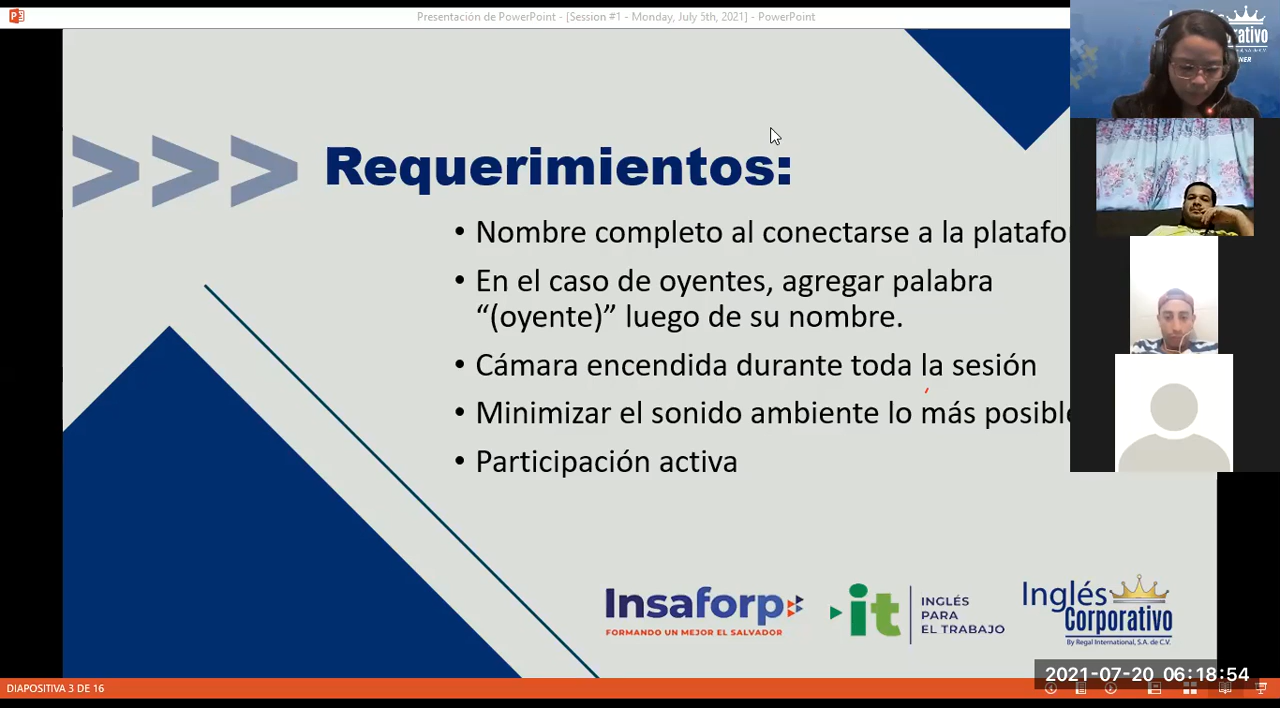 Presentación de PowerPoint - [Session #1 - Monday, July 5th, 2021] - PowerPoint
Requerimientos:
• Nombre completo al conectarse a la platafo
• En el caso de oyentes, agregar palabra
“(oyente)” luego de su nombre.
• Cámara encendida durante toda la sesión
• Minimizar el sonido ambiente lo más posible
• Participación activa
Insaforp
FORMANDO UN MEJOR EL SALVADOR
it
INGLÉS
PARA
EL TRABAJO
Inglés
Corporativo
By Regal International, S.A. de C.V.
2021-07-20 06:18:54
DIAPOSITIVA 3 DE 16